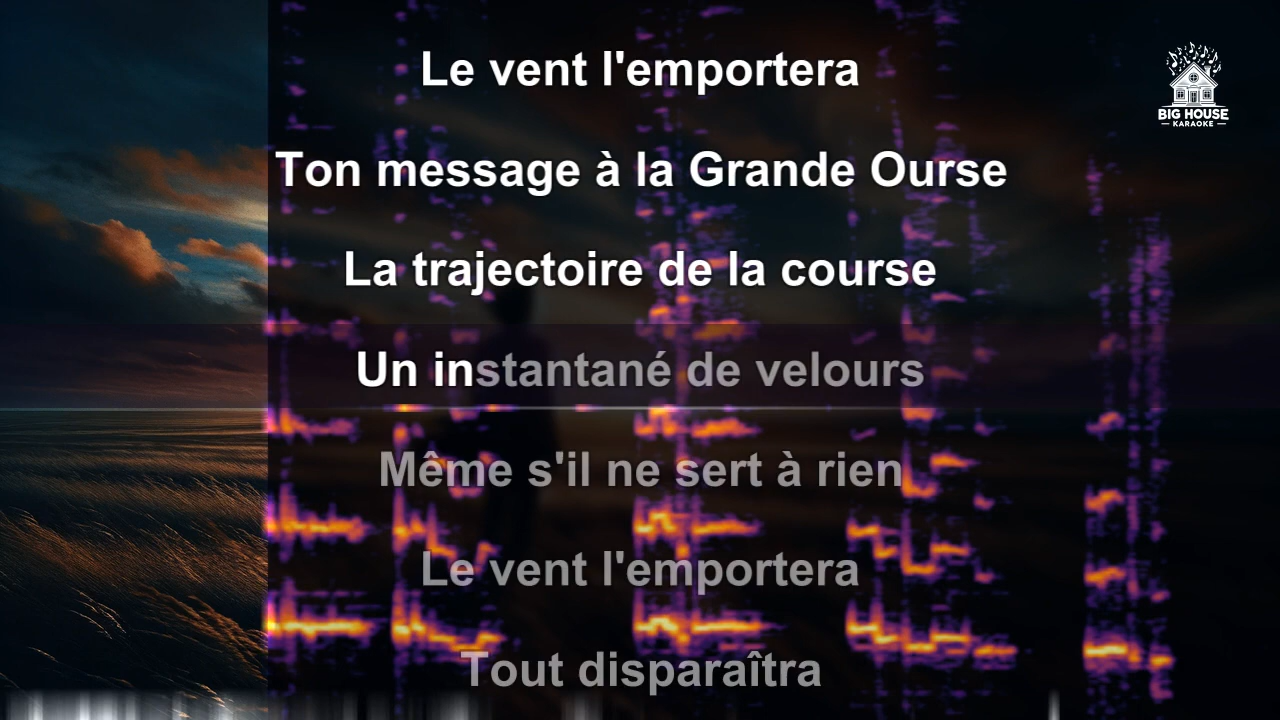 Le vent l'emportera
BIG HOUSE
KARAOKE
Ton message à la Grande Ourse
La trajectoire de la course
Un instantané de velours
Même s'il ne sert à rien
Le vent l'emportera
Tout disparaîtra